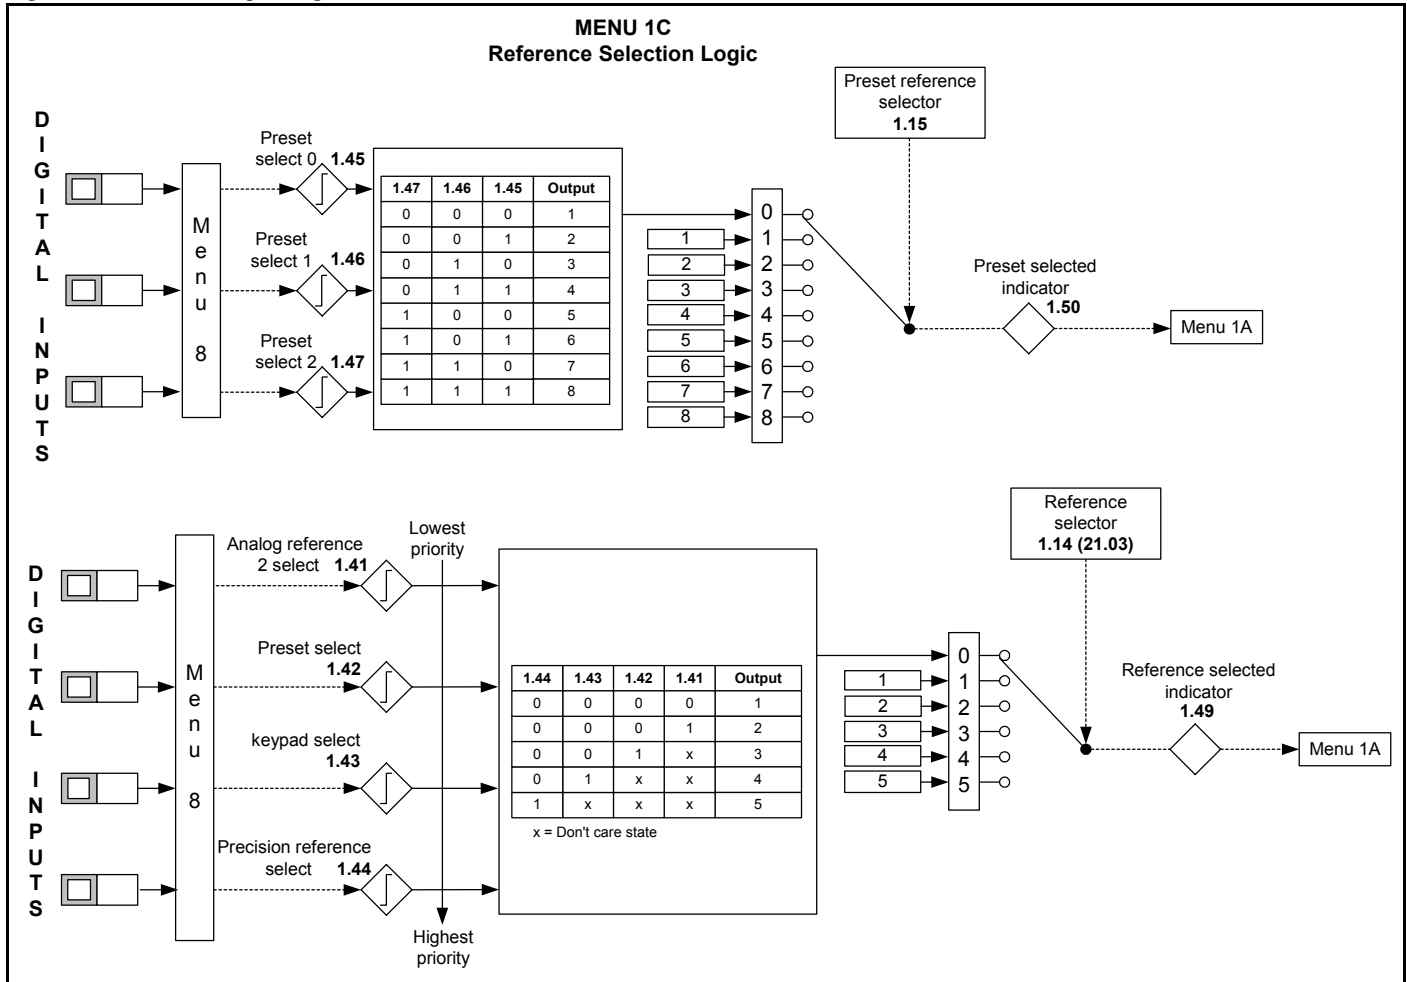 MENU 1C
Reference Selection Logic
DIGITAL INPUTS
Menu 8
Preset
select 0 1.45
Preset
select 1 1.46
Preset
select 2 1.47
1.47 1.46 1.45 Output
0 0 0 1
0 0 1 2
0 1 0 3
0 1 1 4
1 0 0 5
1 0 1 6
1 1 0 7
1 1 1 8
1
2
3
4
5
6
7
8
0
1
2
3
4
5
6
7
8
Preset reference
selector
1.15
Preset selected
indicator
1.50
Menu 1A
DIGITAL INPUTS
Menu 8
Analog reference
2 select 1.41
Preset select
1.42
keypad select
1.43
Precision reference
select 1.44
Lowest
priority
Highest
priority
1.44 1.43 1.42 1.41 Output
0 0 0 0 1
0 0 0 1 2
0 0 1 x 3
0 1 x x 4
1 x x x 5
x = Don't care state
1
2
3
4
5
0
1
2
3
4
5
Reference
selector
1.14 (21.03)
Reference selected
indicator
1.49
Menu 1A